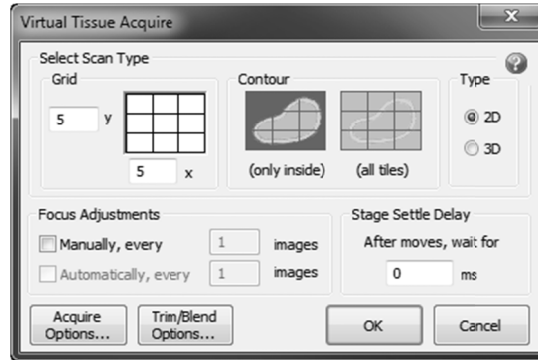 Virtual Tissue Acquire
x
?
Select Scan Type
Grid
Contour
Type
5 y
2D
3D
5 x
(only inside) (all tiles)
Focus Adjustments
Manually, every 1 images
Automatically, every 1 images
Stage Settle Delay
After moves, wait for
0 ms
Acquire
Options...
Trim/Blend
Options...
OK
Cancel